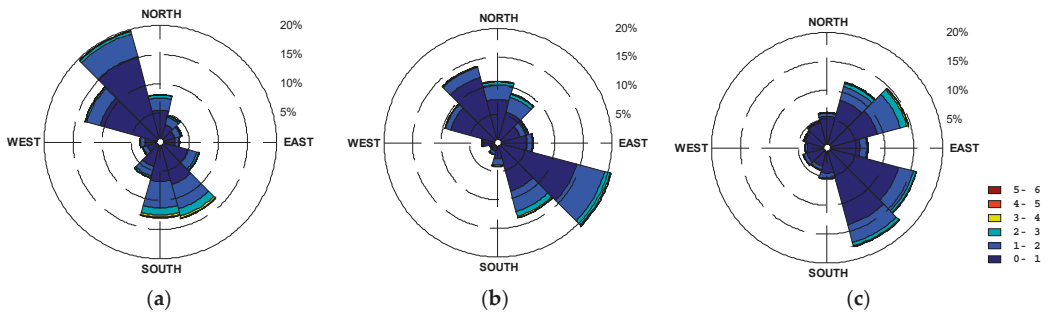 NORTH
20%
15%
10%
5%
WEST
EAST
SOUTH
(a)
NORTH
20%
15%
10%
5%
WEST
EAST
SOUTH
(b)
NORTH
20%
15%
10%
5%
WEST
EAST
SOUTH
(c)
5- 6
4- 5
3- 4
2- 3
1- 2
0- 1